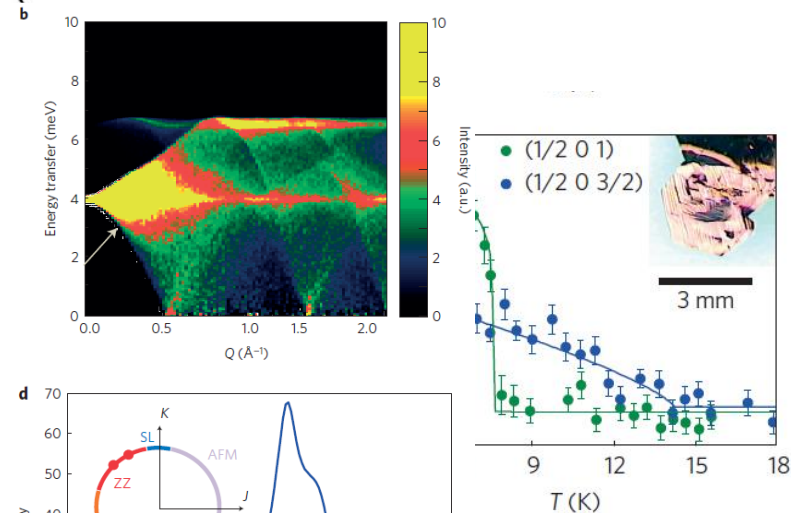 b
10
8
6
4
2
0
Energy transfer (meV)
0.0 0.5 1.0 1.5 2.0
Q (Å⁻¹)
10
8
6
4
2
0
Intensity (a.u.)
(1/2 0 1)
(1/2 0 3/2)
3 mm
9 12 15 18
T (K)
d
70
60
50
K
SL
AFM
ZZ
J